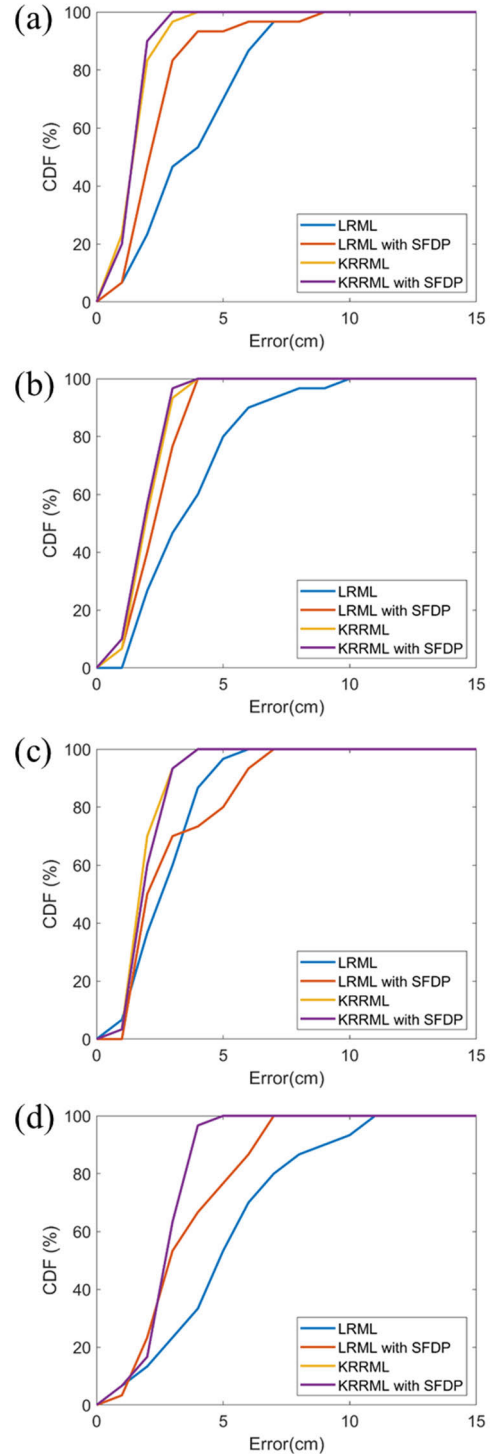 (a)
100
80
60
40
20
0
CDF (%)
LRML
LRML with SFDP
KRRML
KRRML with SFDP
0 5 10 15
Error(cm)
(b)
100
80
60
40
20
0
CDF (%)
LRML
LRML with SFDP
KRRML
KRRML with SFDP
0 5 10 15
Error(cm)
(c)
100
80
60
40
20
0
CDF (%)
LRML
LRML with SFDP
KRRML
KRRML with SFDP
0 5 10 15
Error(cm)
(d)
100
80
60
40
20
0
CDF (%)
LRML
LRML with SFDP
KRRML
KRRML with SFDP
0 5 10 15
Error(cm)